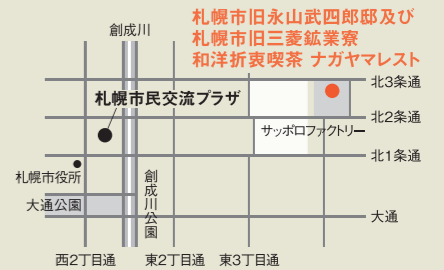 札幌市旧永山武四郎邸及び
札幌市旧三菱鉱業寮
和洋折衷喫茶 ナガヤマレスト
創成川
北3条通
札幌市民交流プラザ
北2条通
サッポロファクトリー
北1条通
札幌市役所
創成川公園
大通公園
大通
西2丁目通
東2丁目通
東3丁目通